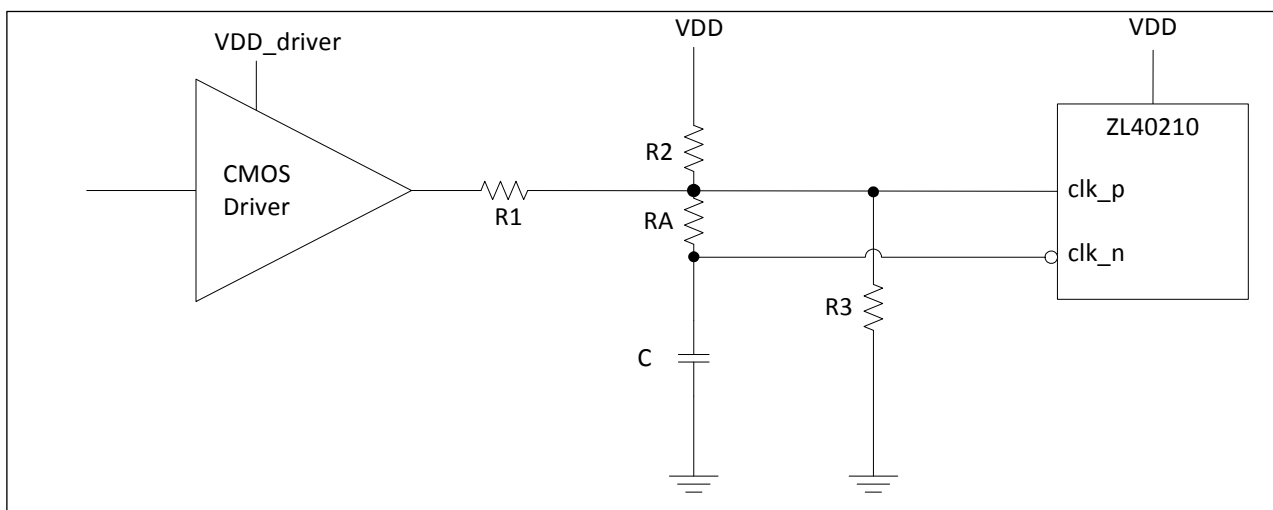 VDD_driver
VDD
VDD
ZL40210
R2
CMOS
Driver
clk_p
R1
RA
clk_n
R3
C